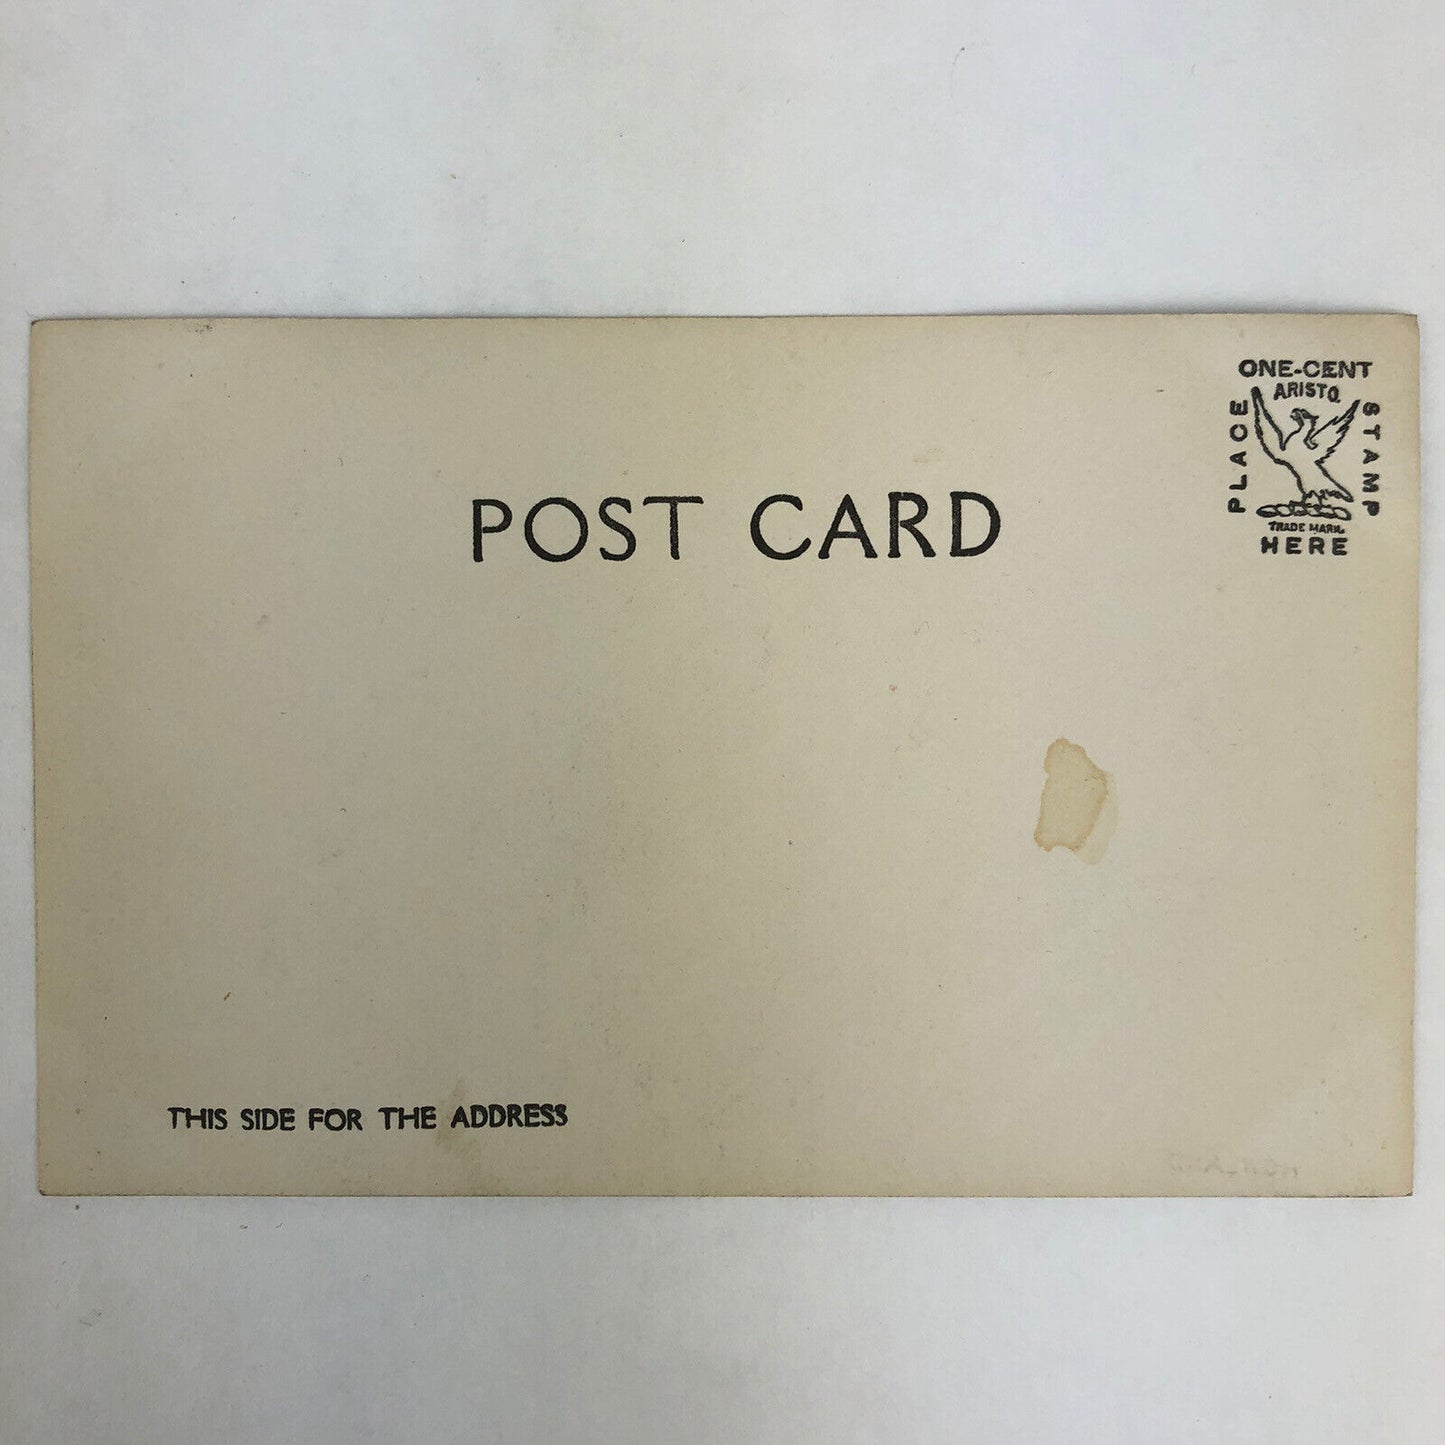 ONE-CENT
ARISTO
PLACE
STAMP
TRADE MARK.
HERE
POST CARD
THIS SIDE FOR THE ADDRESS